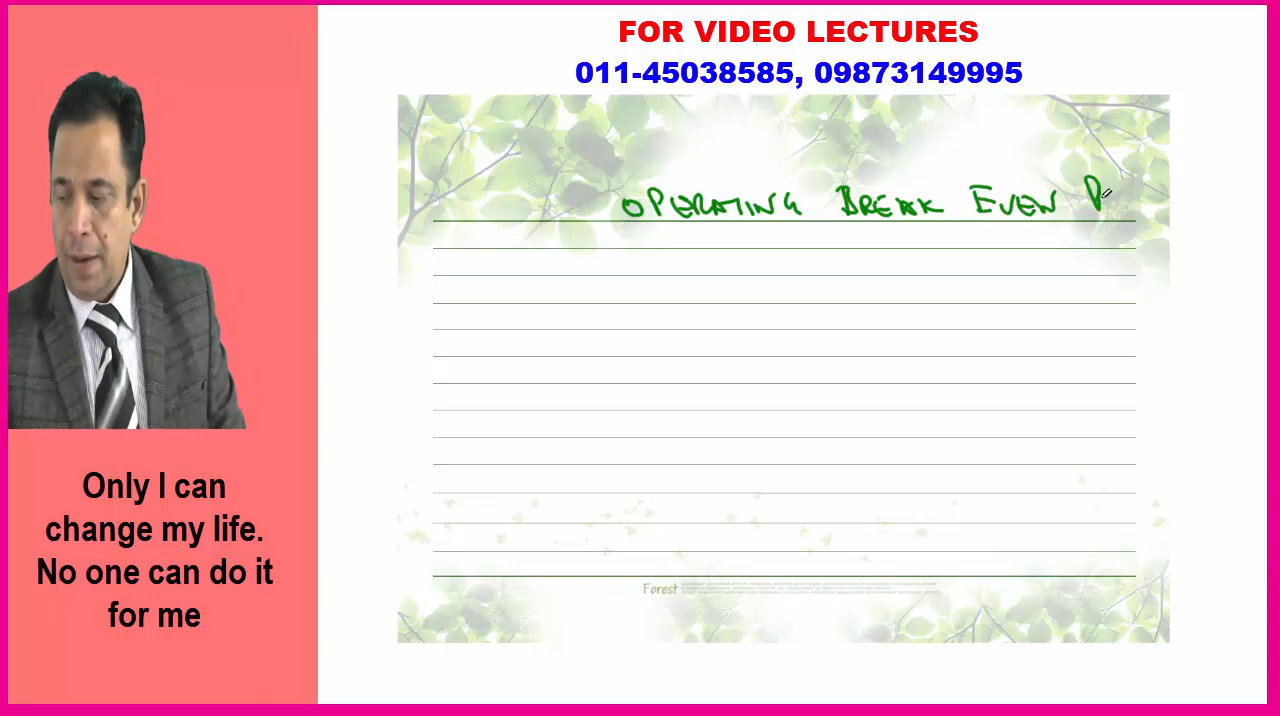 FOR VIDEO LECTURES
011-45038585, 09873149995
OPERATING BREAK EVEN P
Only I can
change my life.
No one can do it
for me
Forest